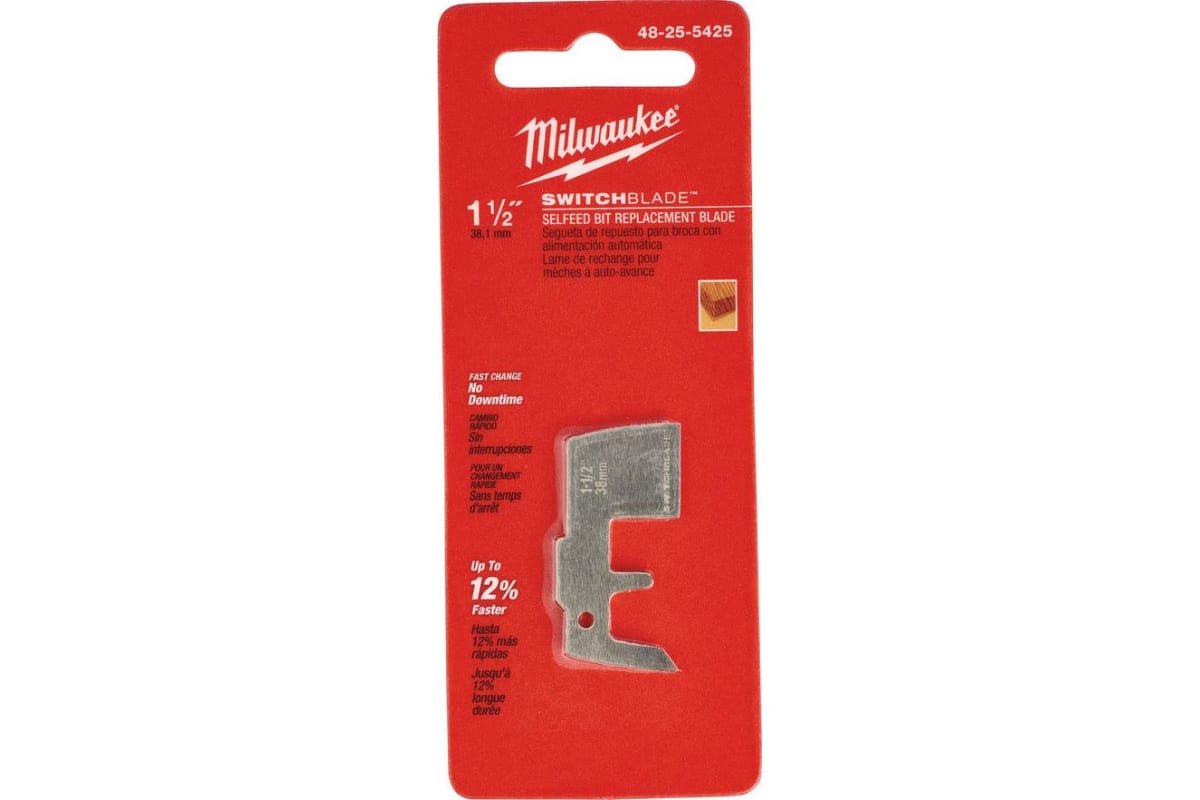 48-25-5425
Milwaukee®
1 1/2"
38,1 mm
SWITCHBLADE™
SELFEED BIT REPLACEMENT BLADE
Segueta de repuesto para broca con
alimentación automática
Lame de rechange pour
mèches à auto-avance
FAST CHANGE
No
Downtime
CAMBIO
RÁPIDO
Sin
interrupciones
POUR UN
CHANGEMENT
RAPIDE
Sans temps
d'arrêt
1-1/2"
38mm
SWITCHBLADE
Up To
12%
Faster
Hasta
12% más
rápidas
Jusqu'à
12%
longue
durée